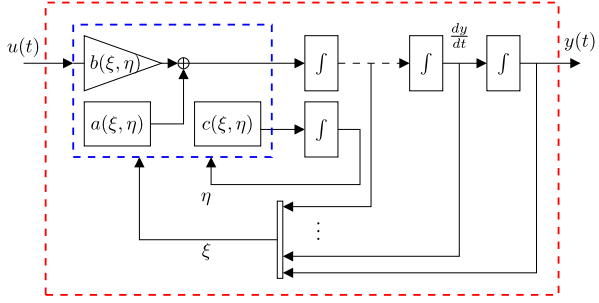 dy/dt
u(t)
y(t)
b(ξ, η)
⊕
∫
∫
∫
a(ξ, η)
c(ξ, η)
∫
η
⋮
ξ